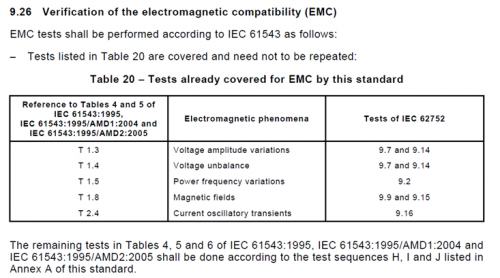 9.26 Verification of the electromagnetic compatibility (EMC)
EMC tests shall be performed according to IEC 61543 as follows:
– Tests listed in Table 20 are covered and need not to be repeated:
Table 20 – Tests already covered for EMC by this standard
Reference to Tables 4 and 5 of
IEC 61543:1995,
IEC 61543:1995/AMD1:2004 and
IEC 61543:1995/AMD2:2005
Electromagnetic phenomena
Tests of IEC 62752
T 1.3 Voltage amplitude variations 9.7 and 9.14
T 1.4 Voltage unbalance 9.7 and 9.14
T 1.5 Power frequency variations 9.2
T 1.8 Magnetic fields 9.9 and 9.15
T 2.4 Current oscillatory transients 9.16
The remaining tests in Tables 4, 5 and 6 of IEC 61543:1995, IEC 61543:1995/AMD1:2004 and
IEC 61543:1995/AMD2:2005 shall be done according to the test sequences H, I and J listed in
Annex A of this standard.